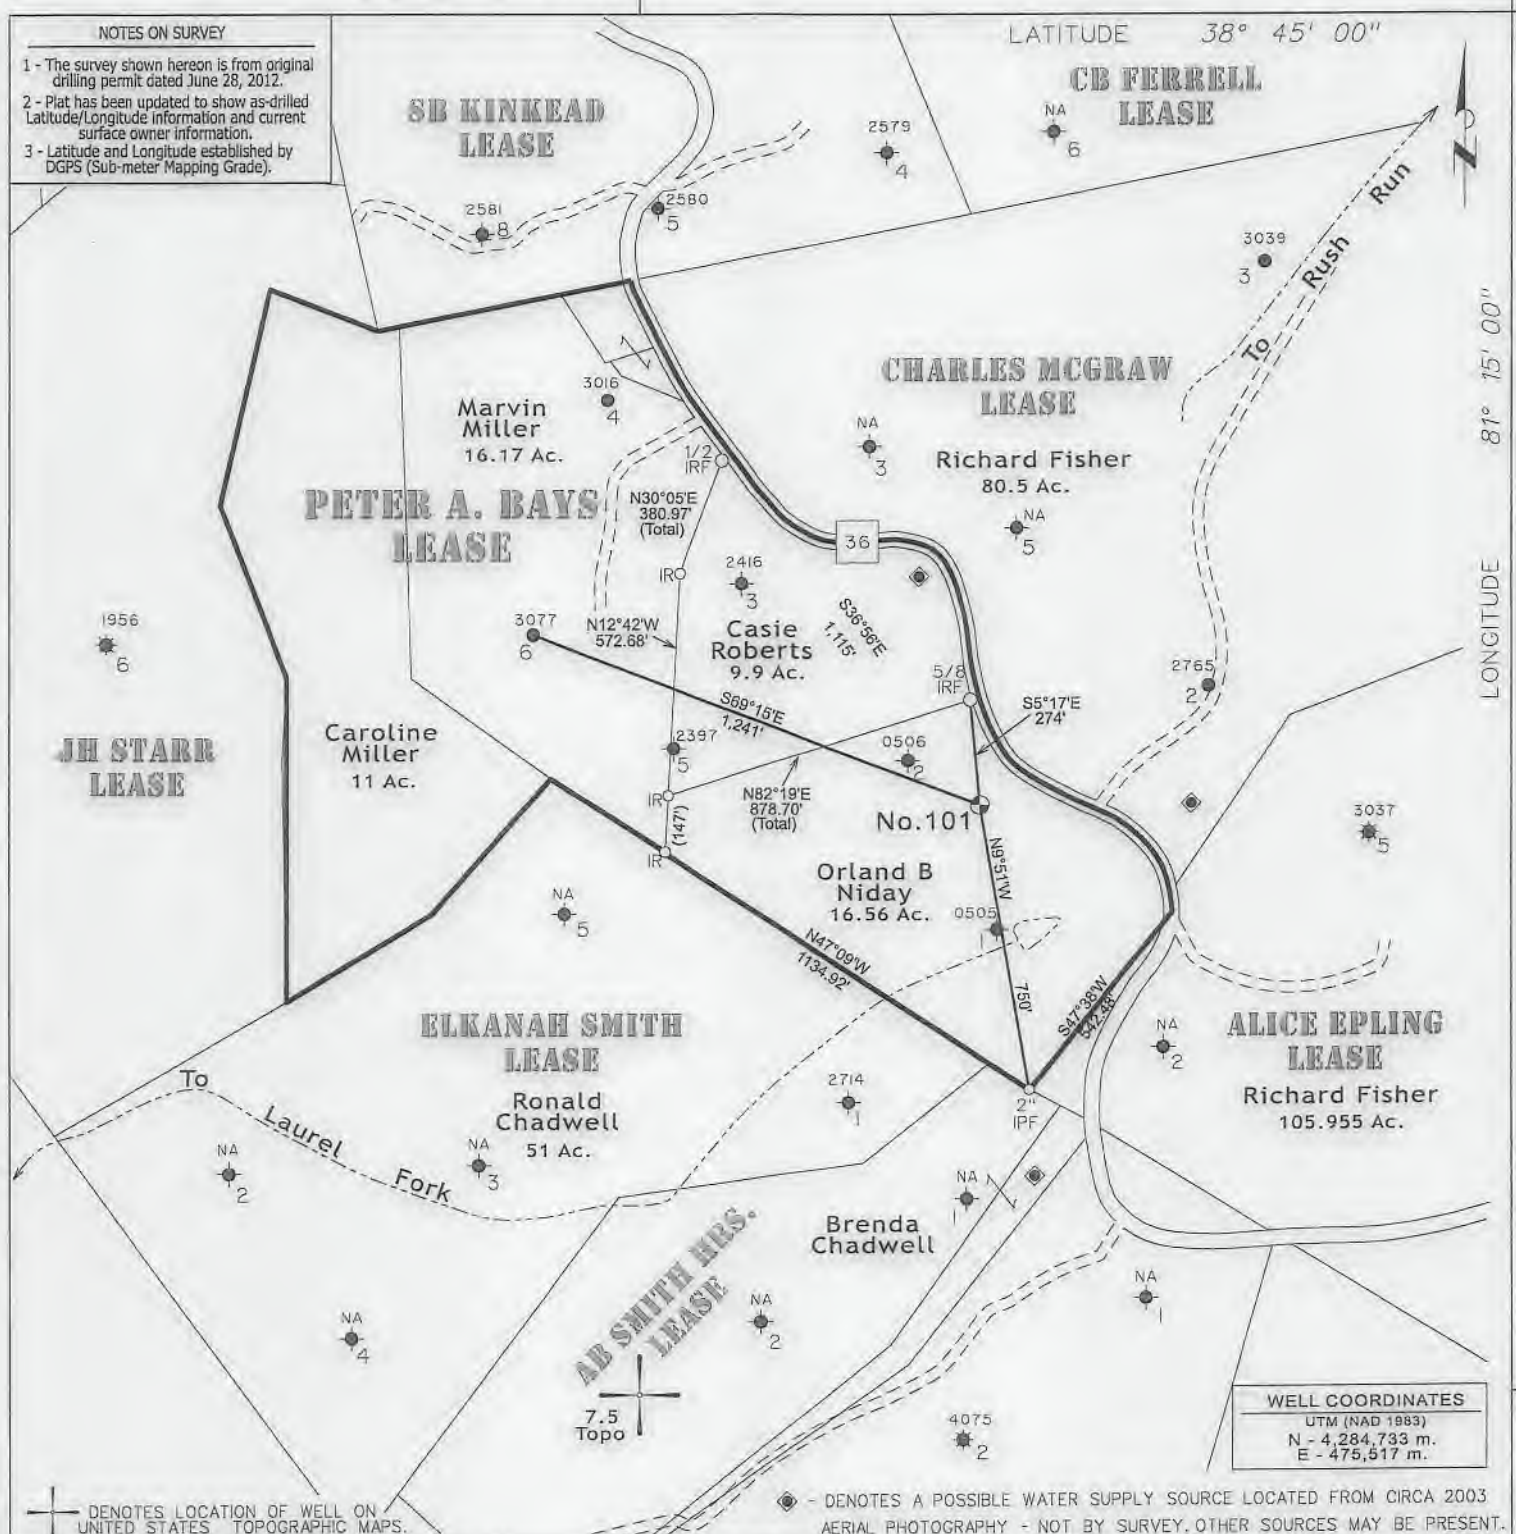 NOTES ON SURVEY
1 - The survey shown hereon is from original
drilling permit dated June 28, 2012.
2 - Plat has been updated to show as-drilled
Latitude/Longitude information and current
surface owner information.
3 - Latitude and Longitude established by
DGPS (Sub-meter Mapping Grade).
LATITUDE 38° 45' 00"
CB FERRELL
LEASE
NA
6
SB KINKEAD
LEASE
2579
4
2581
8
2580
5
Run
Rush
To
3039
3
81° 15' 00"
LONGITUDE
CHARLES MCGRAW
LEASE
Richard Fisher
80.5 Ac.
NA
3
NA
5
3016
4
Marvin
Miller
16.17 Ac.
1/2
IRF
PETER A. BAYS
LEASE
N30°05'E
380.97'
(Total)
36
IR
2416
3
S36°56'E
1,115'
1956
6
3077
6
N12°42'W
572.68'
Casie
Roberts
9.9 Ac.
5/8
IRF
2765
2
S5°17'E
274'
S69°15'E
1,241'
JH STARR
LEASE
Caroline
Miller
11 Ac.
2397
5
0506
2
IR
N82°19'E
878.70'
(Total)
No.101
(147')
IR
3037
5
Orland B
Niday
16.56 Ac.
N9°51'W
750'
NA
5
0505
1
N47°09'W
1134.92'
S47°38'W
542.48'
ELKANAH SMITH
LEASE
Ronald
Chadwell
51 Ac.
ALICE EPLING
LEASE
Richard Fisher
105.955 Ac.
NA
2
To
Laurel
Fork
2714
1
2"
IPF
NA
2
NA
3
NA
1
Brenda
Chadwell
AB SMITH HRS.
LEASE
NA
4
NA
2
NA
1
7.5
Topo
4075
2
WELL COORDINATES
UTM (NAD 1983)
N - 4,284,733 m.
E - 475,517 m.
DENOTES LOCATION OF WELL ON
UNITED STATES TOPOGRAPHIC MAPS.
- DENOTES A POSSIBLE WATER SUPPLY SOURCE LOCATED FROM CIRCA 2003
AERIAL PHOTOGRAPHY - NOT BY SURVEY. OTHER SOURCES MAY BE PRESENT.